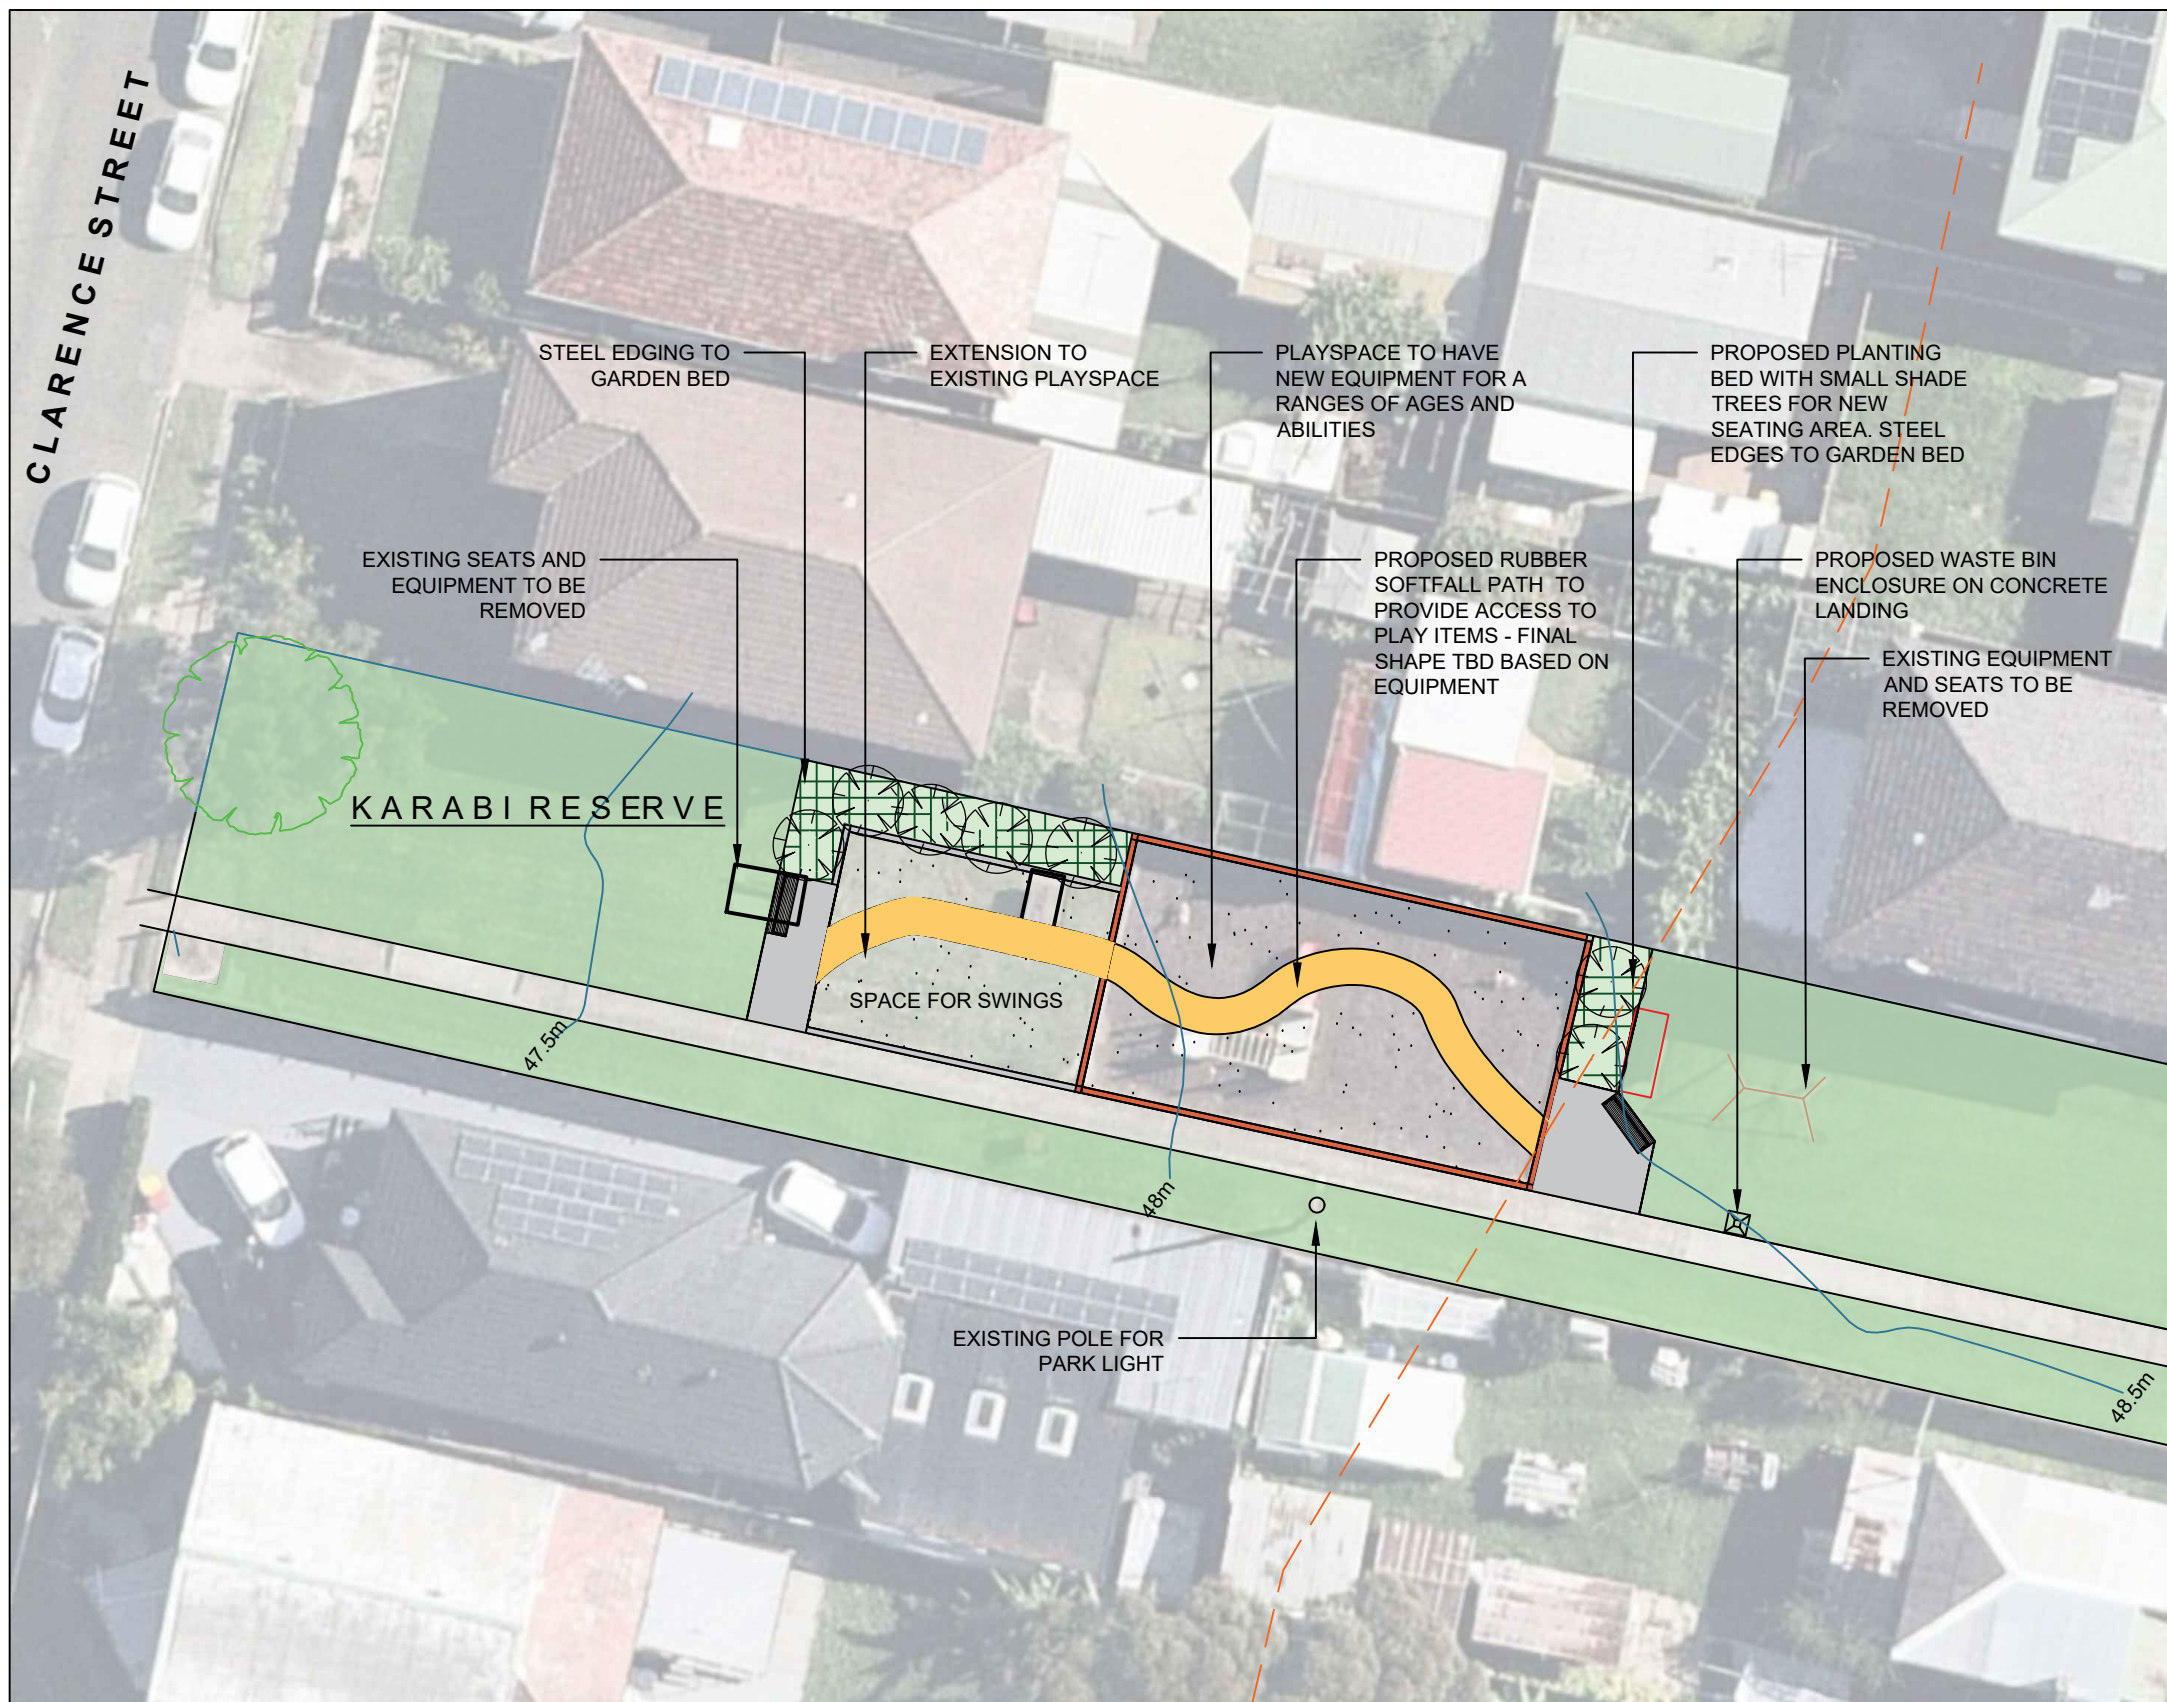 CLARENCE STREET
STEEL EDGING TO
GARDEN BED
EXTENSION TO
EXISTING PLAYSPACE
PLAYSPACE TO HAVE
NEW EQUIPMENT FOR A
RANGES OF AGES AND
ABILITIES
PROPOSED PLANTING
BED WITH SMALL SHADE
TREES FOR NEW
SEATING AREA. STEEL
EDGES TO GARDEN BED
EXISTING SEATS AND
EQUIPMENT TO BE
REMOVED
PROPOSED RUBBER
SOFTFALL PATH TO
PROVIDE ACCESS TO
PLAY ITEMS - FINAL
SHAPE TBD BASED ON
EQUIPMENT
PROPOSED WASTE BIN
ENCLOSURE ON CONCRETE
LANDING
EXISTING EQUIPMENT
AND SEATS TO BE
REMOVED
KARABI RESERVE
SPACE FOR SWINGS
47.5m
48m
EXISTING POLE FOR
PARK LIGHT
48.5m